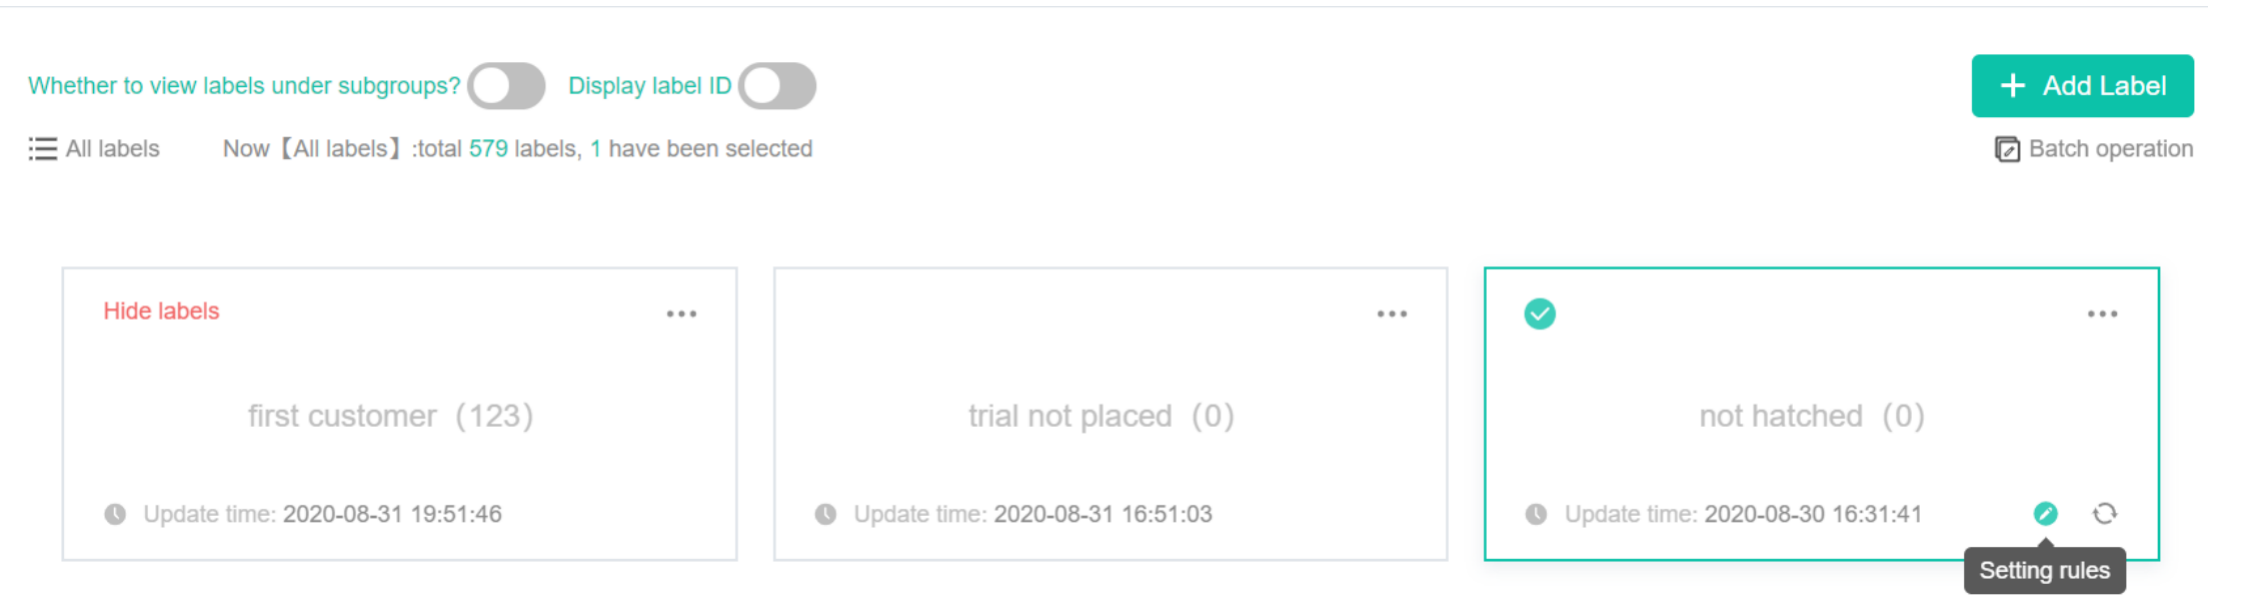 Whether to view labels under subgroups? Display label ID + Add Label
All labels Now【All labels】:total 579 labels, 1 have been selected Batch operation
Hide labels
first customer (123)
Update time: 2020-08-31 19:51:46
trial not placed (0)
Update time: 2020-08-31 16:51:03
not hatched (0)
Update time: 2020-08-30 16:31:41
Setting rules